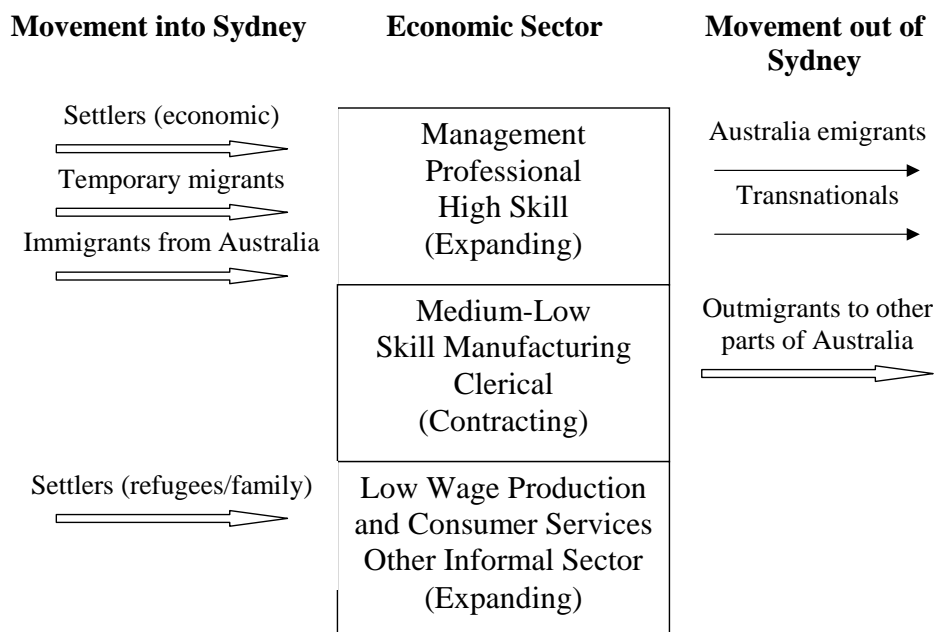 Movement into Sydney
Economic Sector
Movement out of
Sydney
Settlers (economic)
Temporary migrants
Immigrants from Australia
Management
Professional
High Skill
(Expanding)
Australia emigrants
Transnationals
Medium-Low
Skill Manufacturing
Clerical
(Contracting)
Outmigrants to other
parts of Australia
Settlers (refugees/family)
Low Wage Production
and Consumer Services
Other Informal Sector
(Expanding)